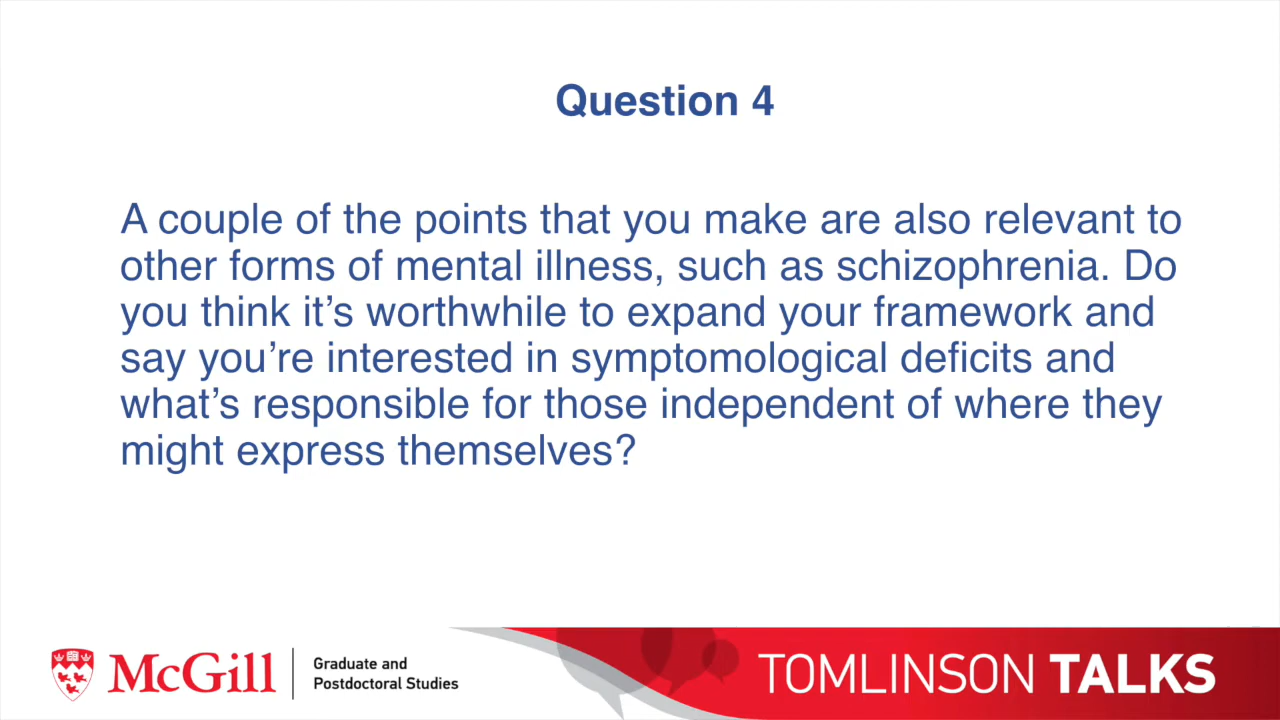 Question 4
A couple of the points that you make are also relevant to
other forms of mental illness, such as schizophrenia. Do
you think it’s worthwhile to expand your framework and
say you’re interested in symptomological deficits and
what’s responsible for those independent of where they
might express themselves?
McGill
Graduate and
Postdoctoral Studies
TOMLINSON TALKS